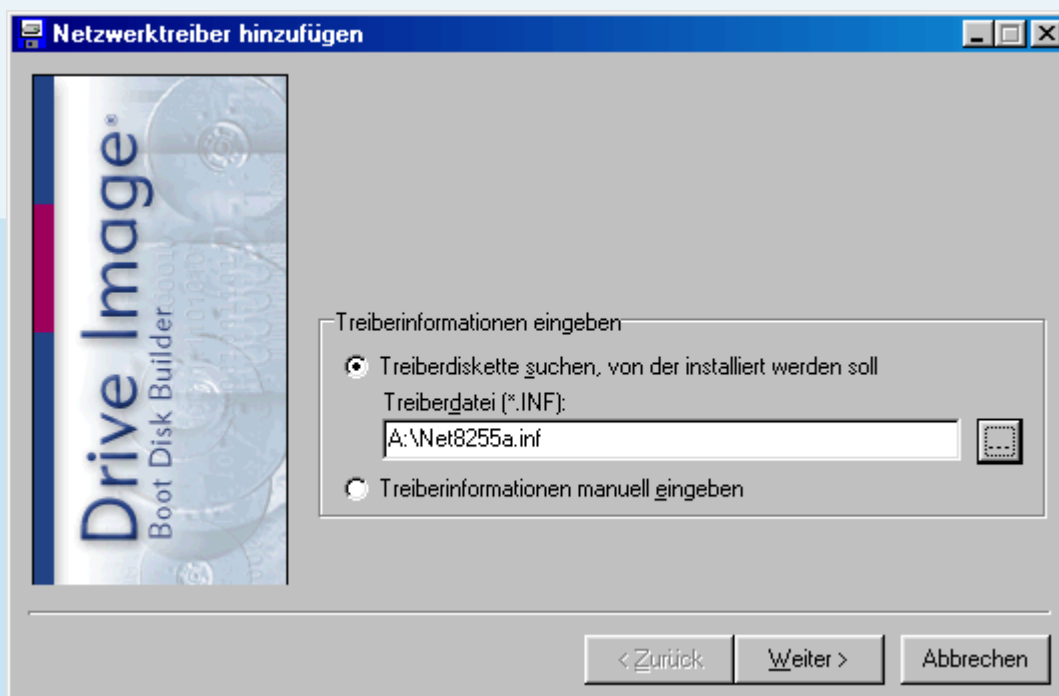 Netzwerktreiber hinzufügen
Drive Image®
Boot Disk Builder
Treiberinformationen eingeben
Treiberdiskette suchen, von der installiert werden soll
Treiberdatei (*.INF):
A:\Net8255a.inf
...
Treiberinformationen manuell eingeben
< Zurück
Weiter >
Abbrechen